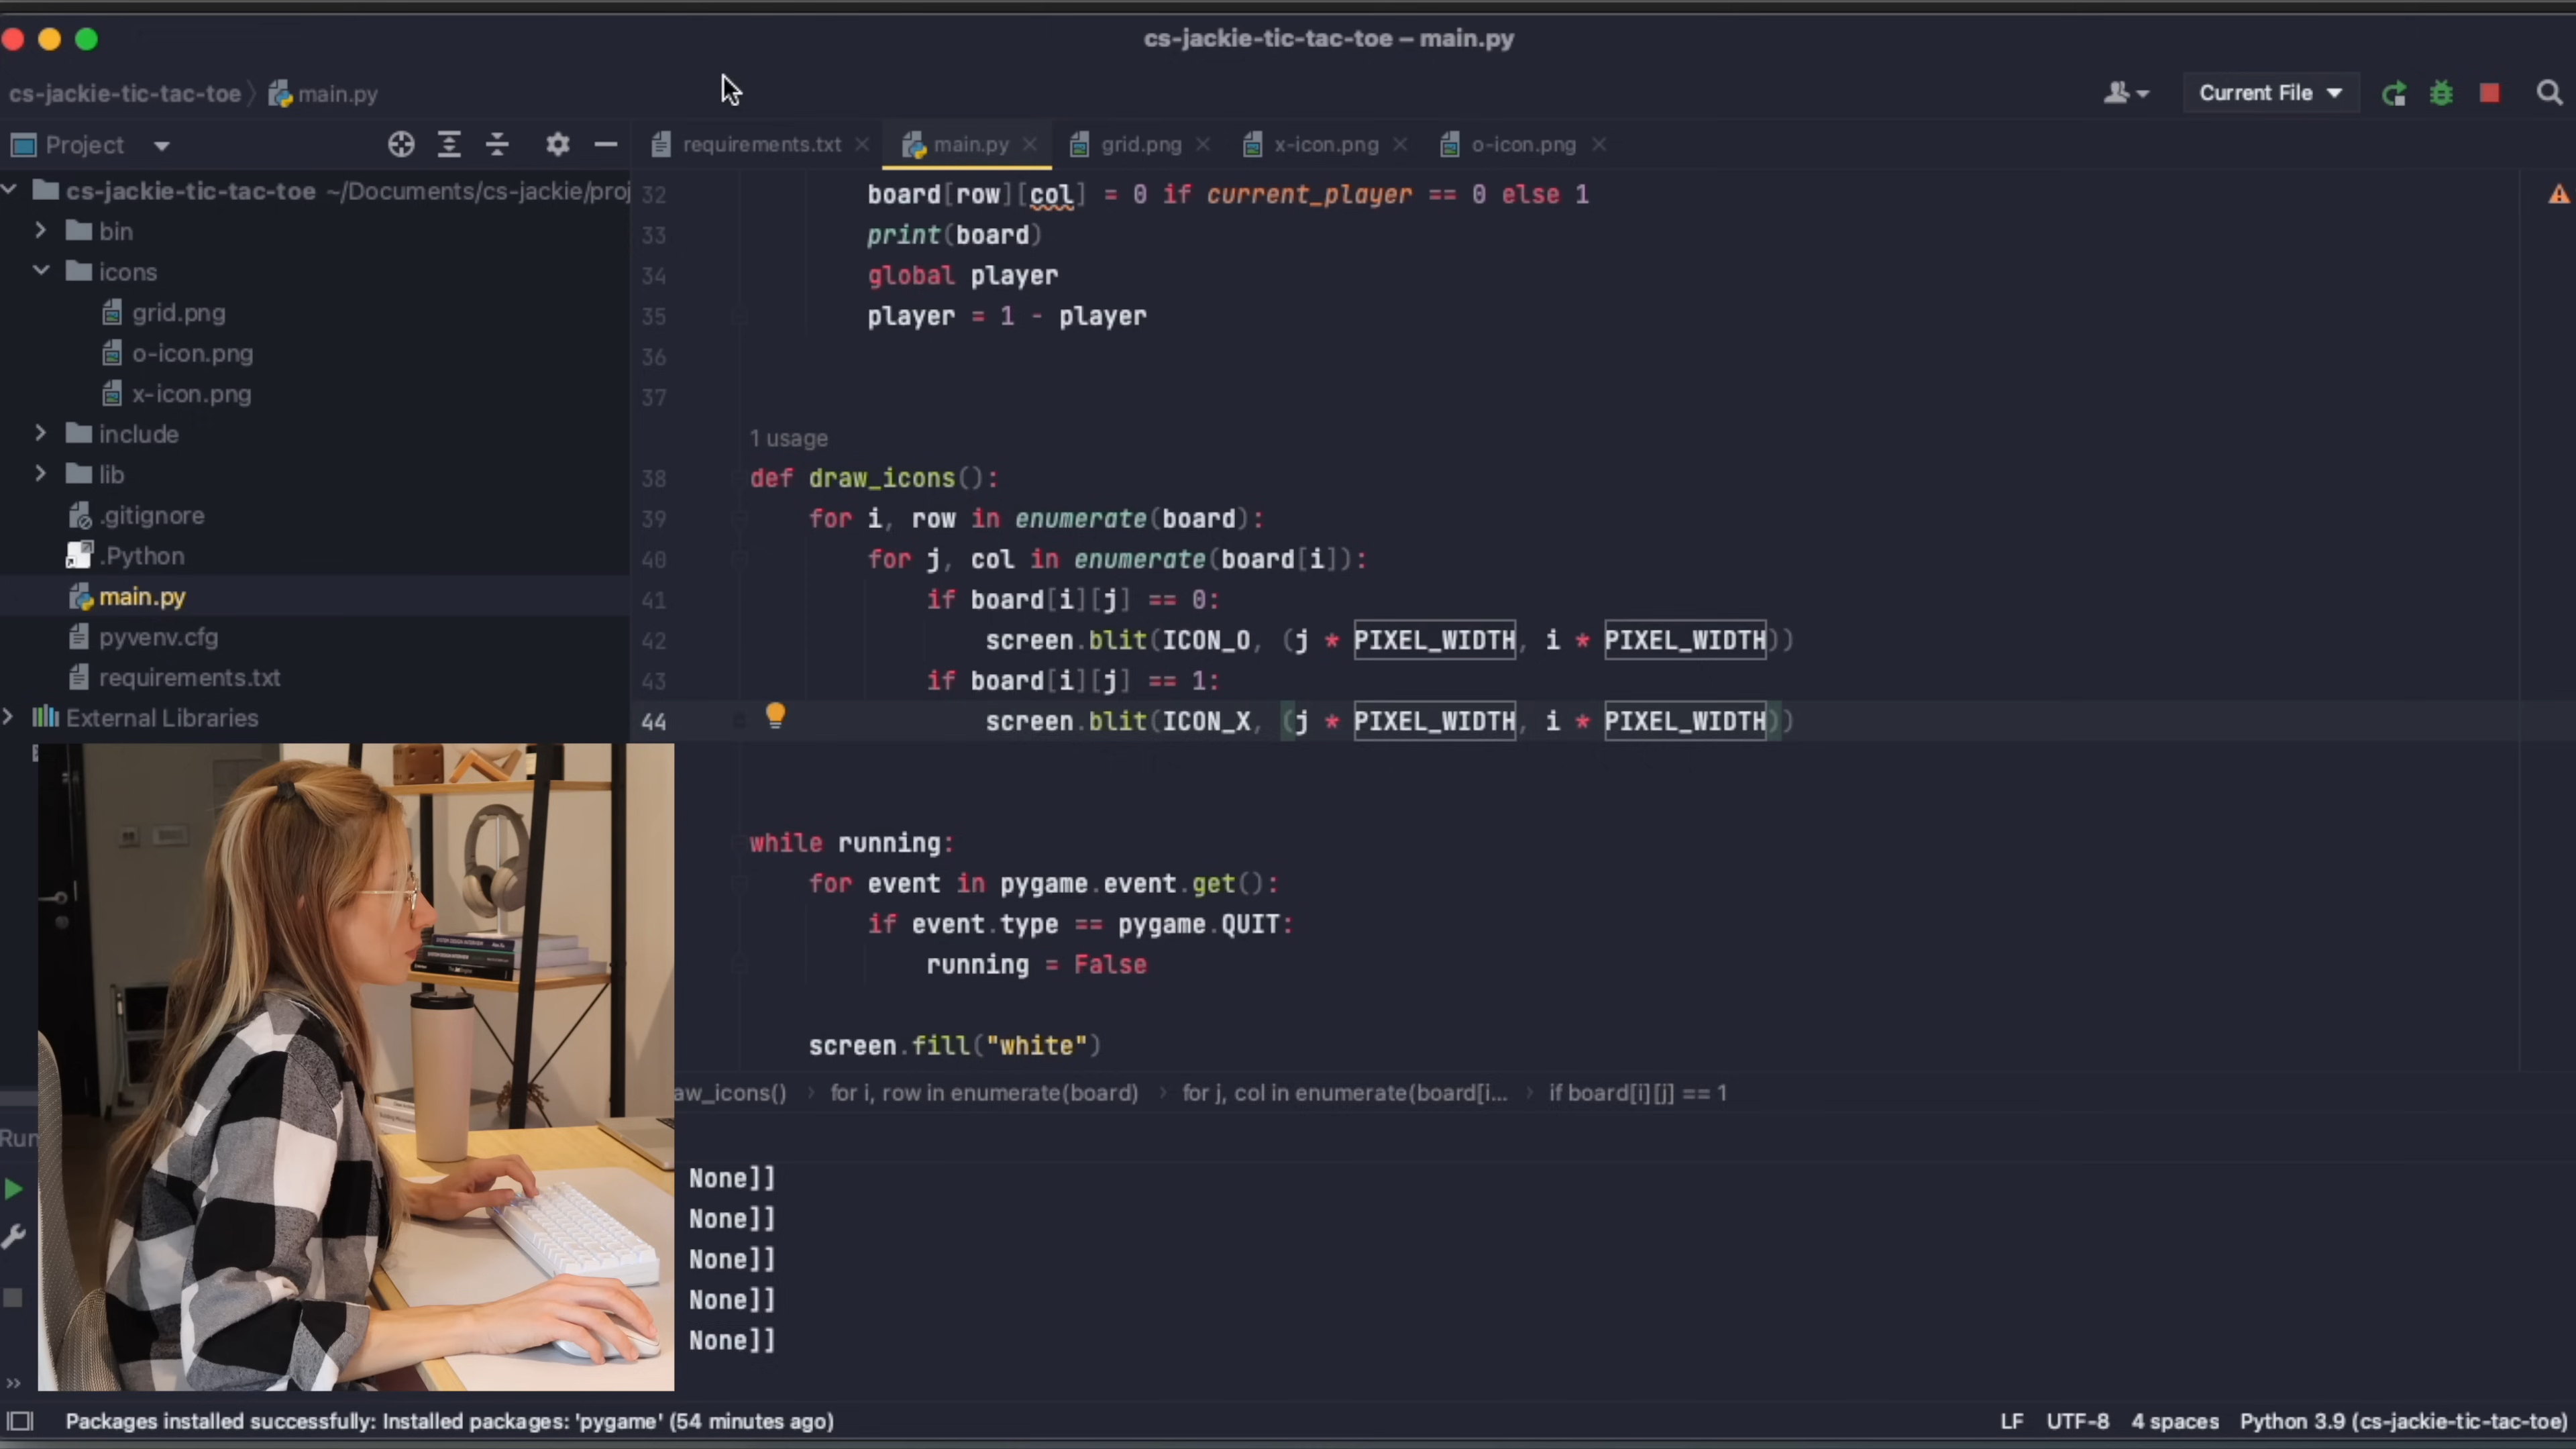 cs-jackie-tic-tac-toe – main.py
cs-jackie-tic-tac-toe main.py
Current File
Project
requirements.txt main.py grid.png x-icon.png o-icon.png
cs-jackie-tic-tac-toe ~/Documents/cs-jackie/proj
bin
icons
grid.png
o-icon.png
x-icon.png
include
lib
.gitignore
.Python
main.py
pyvenv.cfg
requirements.txt
External Libraries
32 board[row][col] = 0 if current_player == 0 else 1
33 print(board)
34 global player
35 player = 1 - player
36
37
1 usage
38 def draw_icons():
39 for i, row in enumerate(board):
40 for j, col in enumerate(board[i]):
41 if board[i][j] == 0:
42 screen.blit(ICON_O, (j * PIXEL_WIDTH, i * PIXEL_WIDTH))
43 if board[i][j] == 1:
44 screen.blit(ICON_X, (j * PIXEL_WIDTH, i * PIXEL_WIDTH))
while running:
for event in pygame.event.get():
if event.type == pygame.QUIT:
running = False
screen.fill("white")
aw_icons() › for i, row in enumerate(board) › for j, col in enumerate(board[i... › if board[i][j] == 1
Run
None]]
None]]
None]]
None]]
None]]
Packages installed successfully: Installed packages: 'pygame' (54 minutes ago)
LF UTF-8 4 spaces Python 3.9 (cs-jackie-tic-tac-toe)